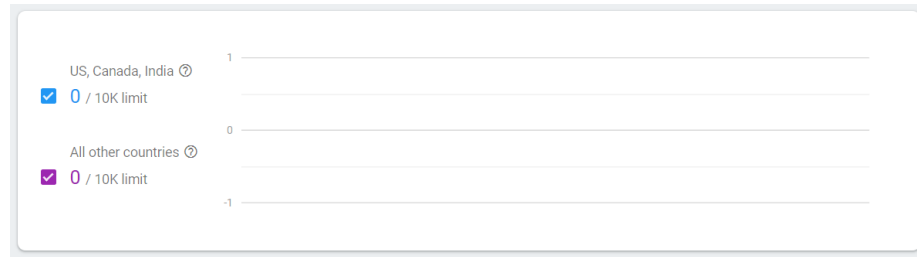 US, Canada, India
0 / 10K limit
All other countries
0 / 10K limit
1
0
-1